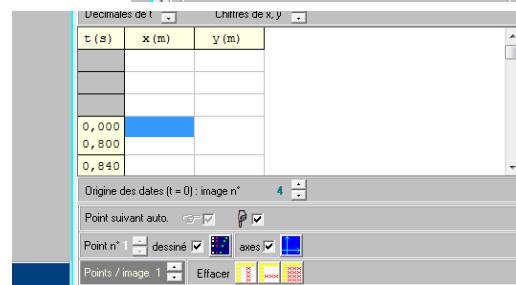 Décimales de t Chiffres de x, y
t (s) x (m) y (m)
0,000
0,800
0,840
Origine des dates (t = 0) : image n° 4
Point suivant auto.
Point n° 1 dessiné axes
Points / image 1 Effacer